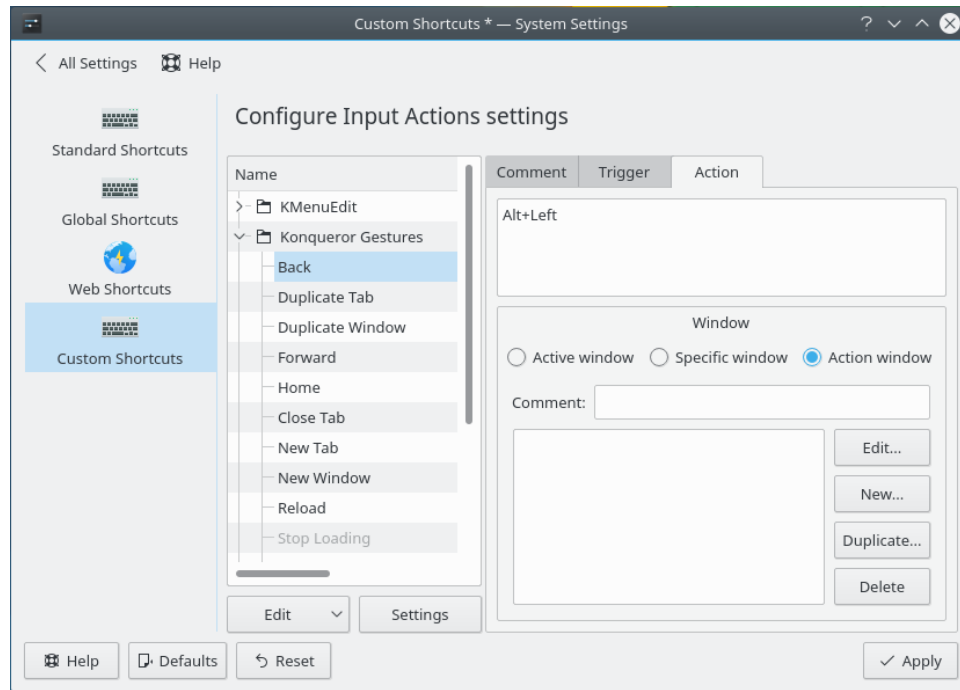 Custom Shortcuts * — System Settings
All Settings Help
Configure Input Actions settings
Standard Shortcuts
Global Shortcuts
Web Shortcuts
Custom Shortcuts
Name
KMenuEdit
Konqueror Gestures
Back
Duplicate Tab
Duplicate Window
Forward
Home
Close Tab
New Tab
New Window
Reload
Stop Loading
Edit Settings
Comment Trigger Action
Alt+Left
Window
Active window Specific window Action window
Comment:
Edit...
New...
Duplicate...
Delete
Help Defaults Reset Apply